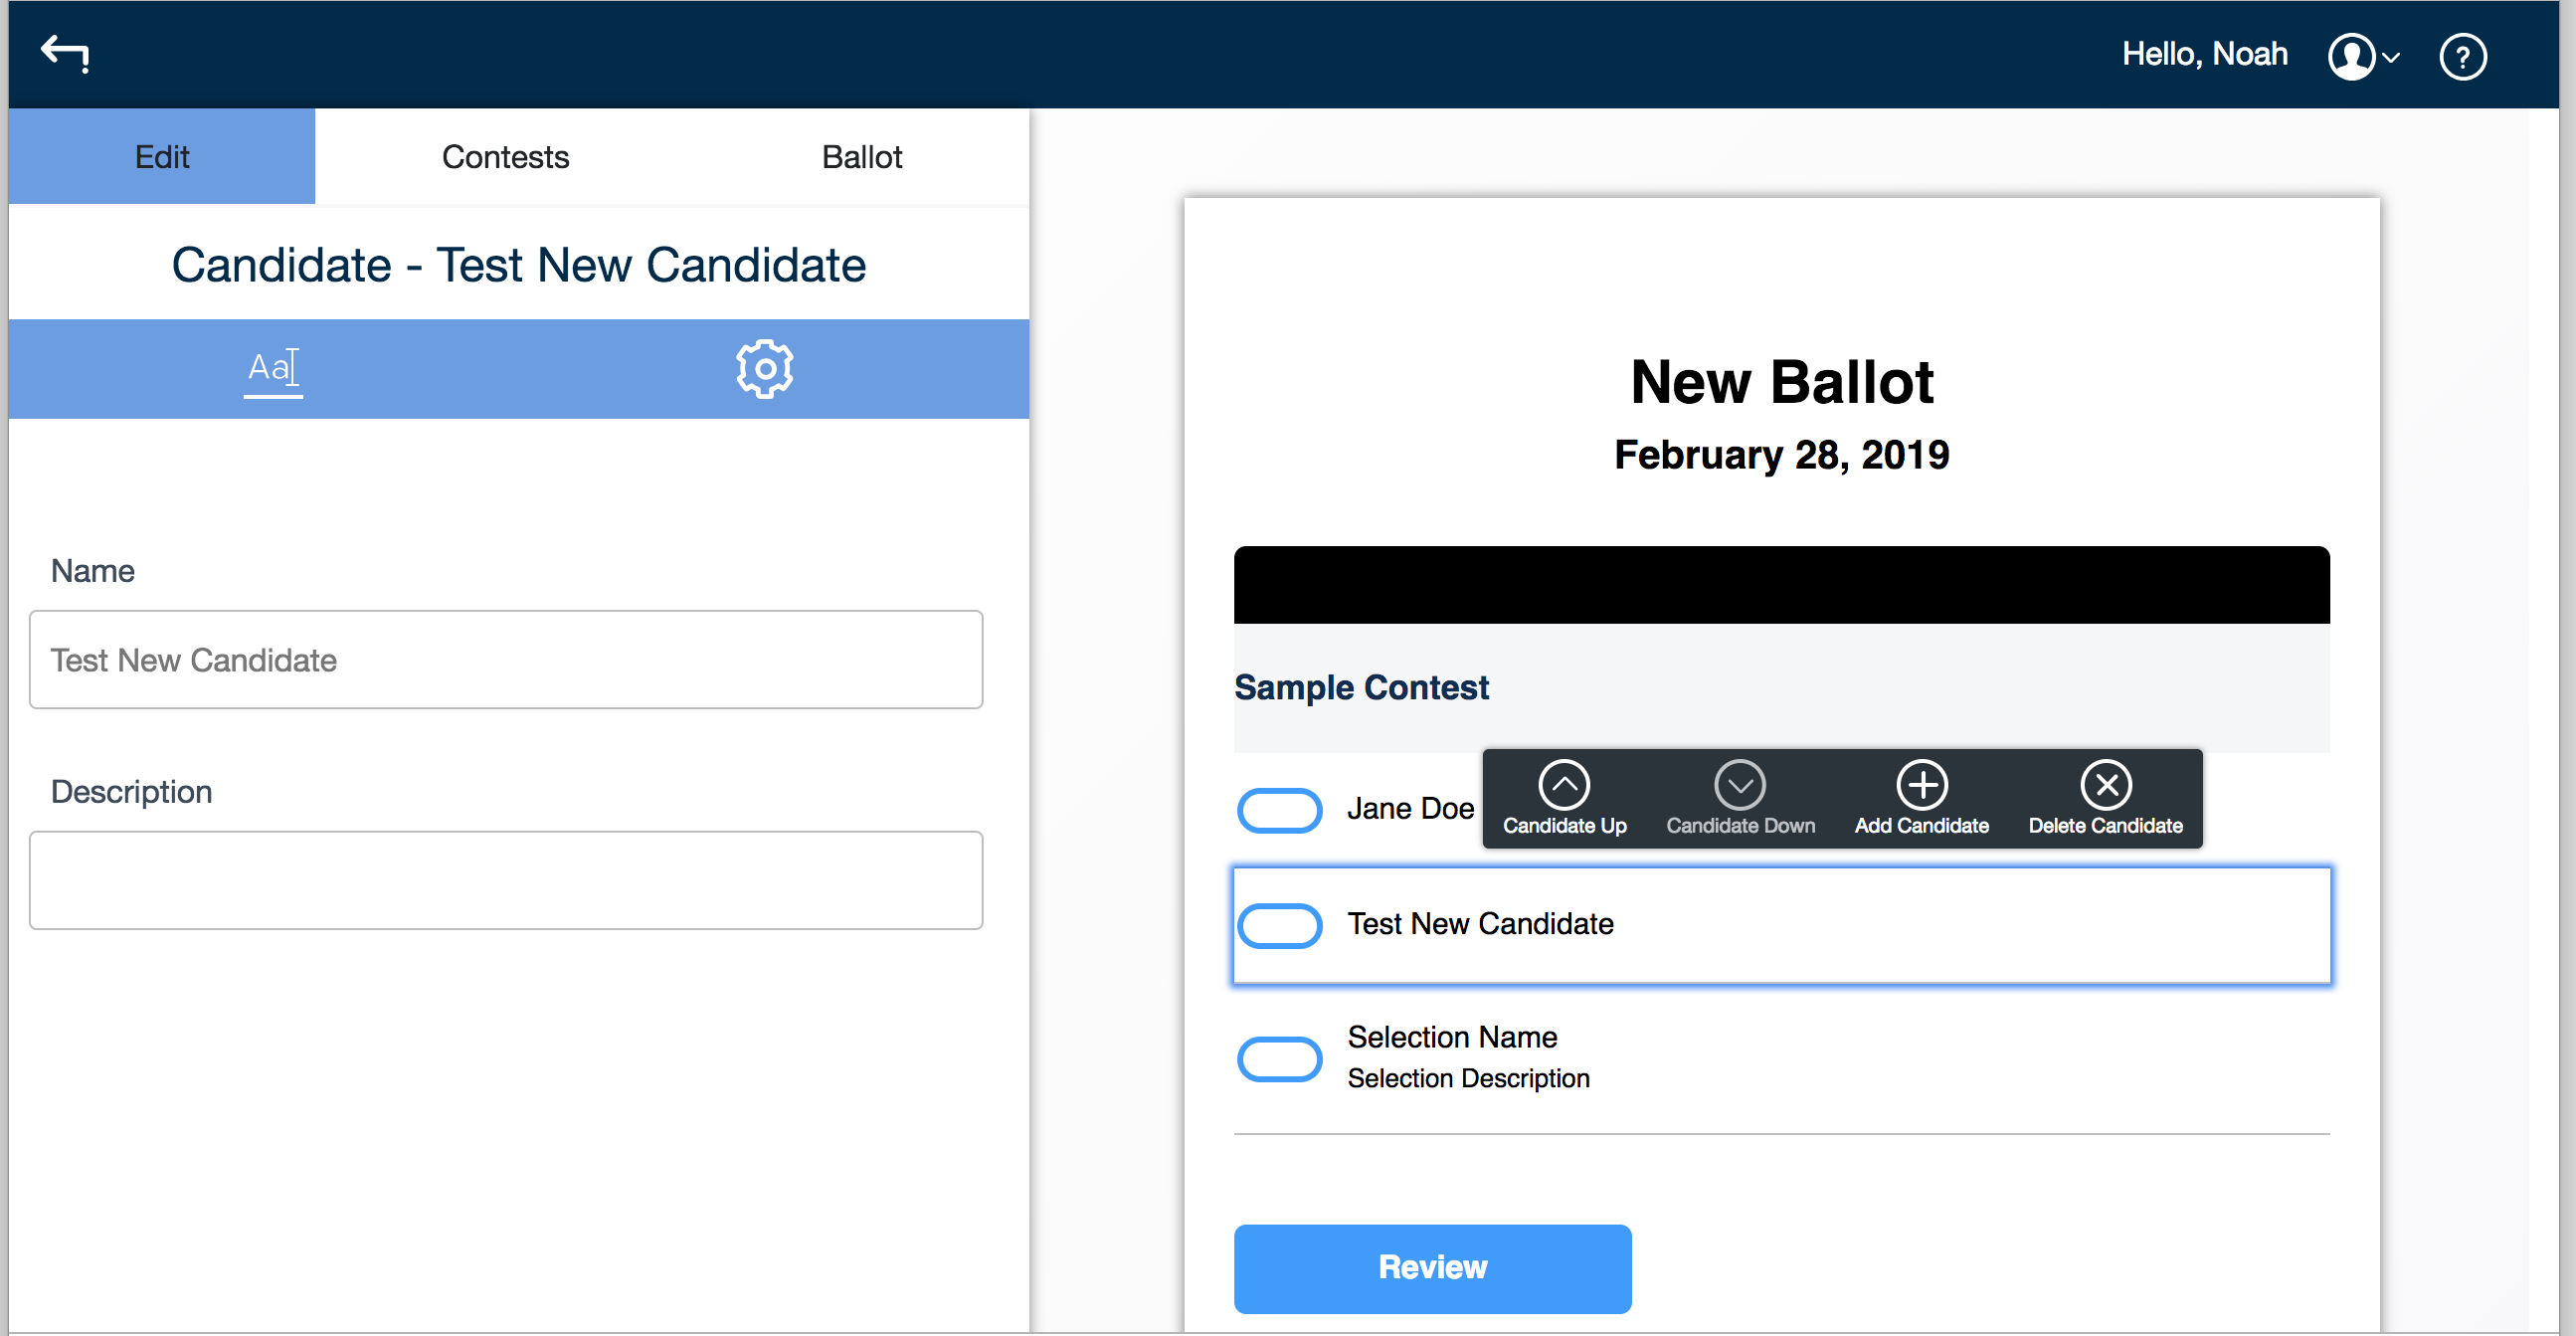 Hello, Noah
?
Edit
Contests
Ballot
Candidate - Test New Candidate
Aa
Name
Test New Candidate
Description
New Ballot
February 28, 2019
Sample Contest
Jane Doe
Candidate Up
Candidate Down
Add Candidate
Delete Candidate
Test New Candidate
Selection Name
Selection Description
Review